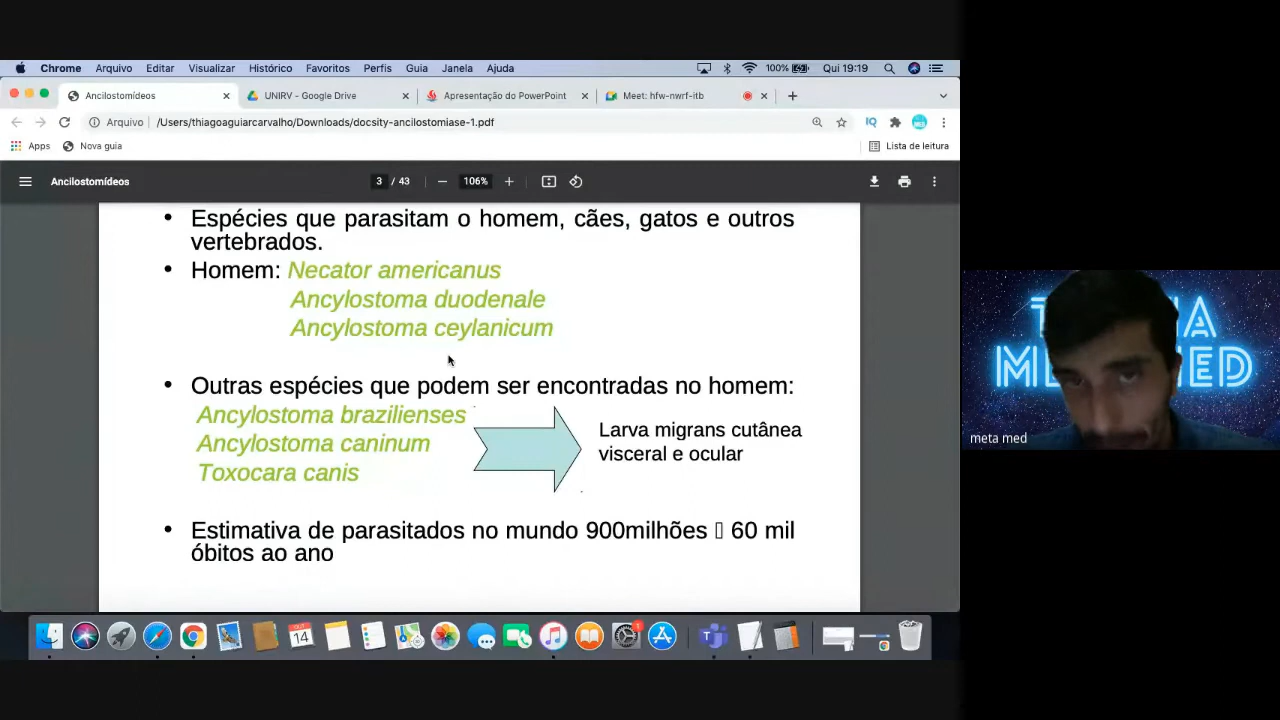 Chrome Arquivo Editar Visualizar Histórico Favoritos Perfis Guia Janela Ajuda 100% Qui 19:19
Ancilostomídeos UNIRV - Google Drive Apresentação do PowerPoint Meet: hfw-nwrf-itb
Arquivo /Users/thiagoaguiarcarvalho/Downloads/docsity-ancilostomiase-1.pdf IQ
Apps Nova guia Lista de leitura
Ancilostomídeos 3 / 43 106%
• Espécies que parasitam o homem, cães, gatos e outros
vertebrados.
• Homem: Necator americanus
Ancylostoma duodenale
Ancylostoma ceylanicum
• Outras espécies que podem ser encontradas no homem:
Ancylostoma brazilienses
Ancylostoma caninum
Toxocara canis
Larva migrans cutânea
visceral e ocular
• Estimativa de parasitados no mundo 900milhões 60 mil
óbitos ao ano
meta med
14
1